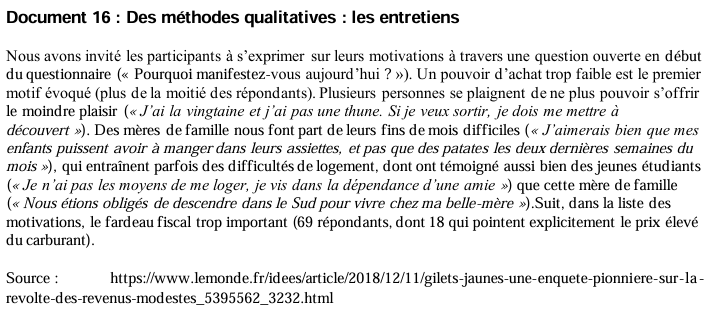 Document 16 : Des méthodes qualitatives : les entretiens
Nous avons invité les participants à s'exprimer sur leurs motivations à travers une question ouverte en début
du questionnaire (« Pourquoi manifestez-vous aujourd'hui ? »). Un pouvoir d'achat trop faible est le premier
motif évoqué (plus de la moitié des répondants). Plusieurs personnes se plaignent de ne plus pouvoir s'offrir
le moindre plaisir (« J'ai la vingtaine et j'ai pas une thune. Si je veux sortir, je dois me mettre à
découvert »). Des mères de famille nous font part de leurs fins de mois difficiles (« J'aimerais bien que mes
enfants puissent avoir à manger dans leurs assiettes, et pas que des patates les deux dernières semaines du
mois »), qui entraînent parfois des difficultés de logement, dont ont témoigné aussi bien des jeunes étudiants
(« Je n'ai pas les moyens de me loger, je vis dans la dépendance d'une amie ») que cette mère de famille
(« Nous étions obligés de descendre dans le Sud pour vivre chez ma belle-mère »).Suit, dans la liste des
motivations, le fardeau fiscal trop important (69 répondants, dont 18 qui pointent explicitement le prix élevé
du carburant).
Source : https://www.lemonde.fr/idees/article/2018/12/11/gilets-jaunes-une-enquete-pionniere-sur-la-
revolte-des-revenus-modestes_5395562_3232.html